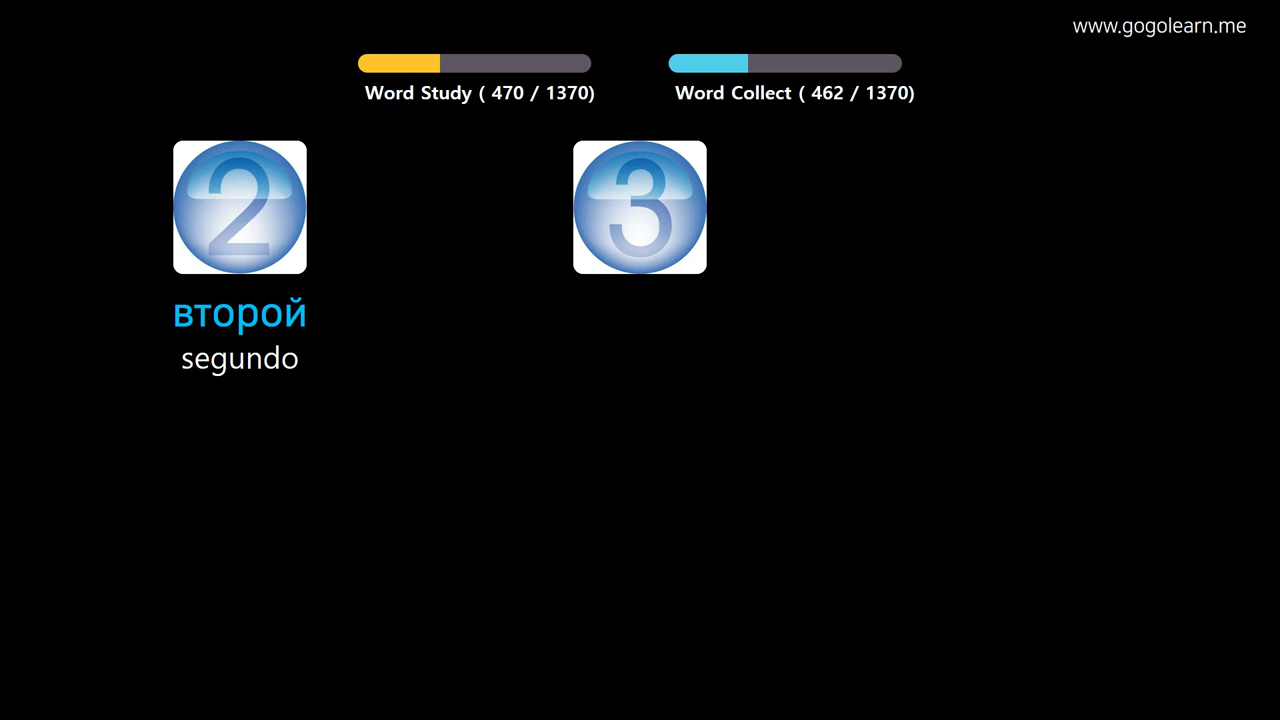 www.gogolearn.me
Word Study ( 470 / 1370)
Word Collect ( 462 / 1370)
2
3
второй
segundo